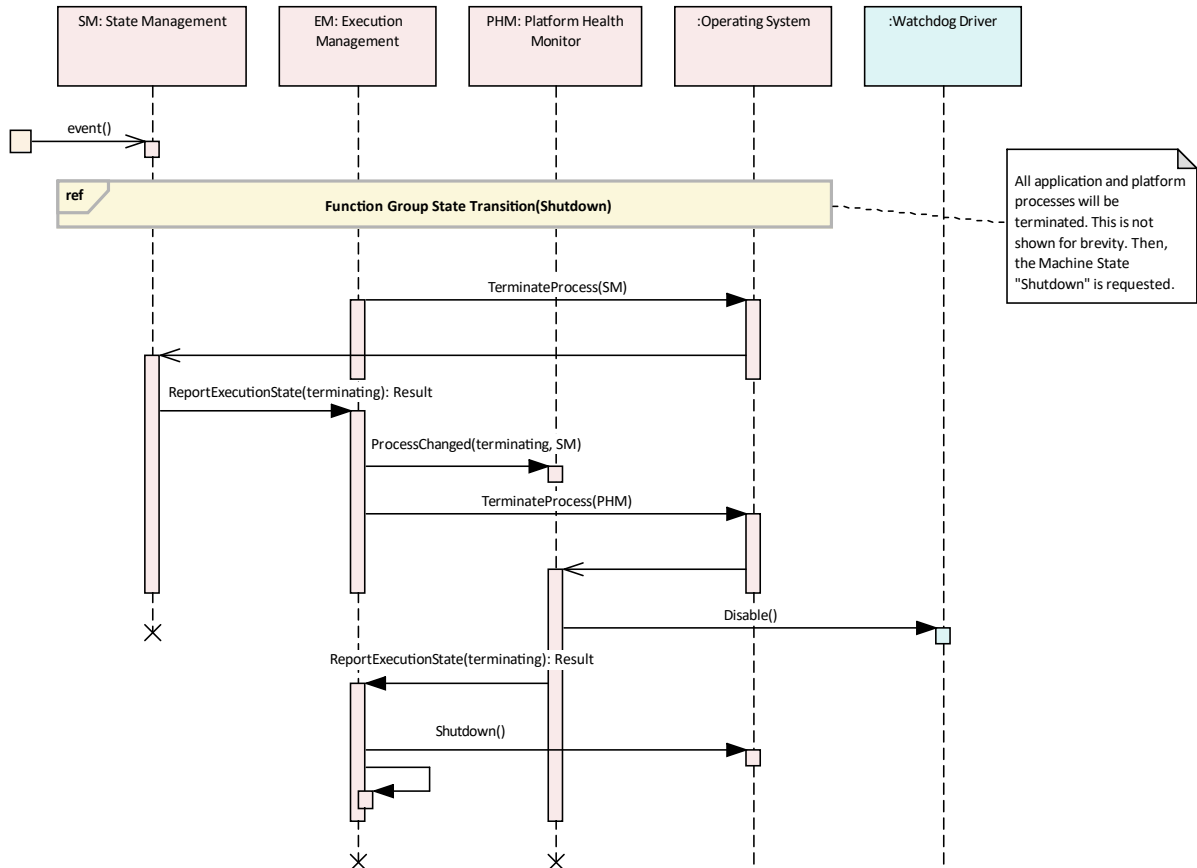 SM: State Management
EM: Execution
Management
PHM: Platform Health
Monitor
:Operating System
:Watchdog Driver
event()
ref
Function Group State Transition(Shutdown)
All application and platform
processes will be
terminated. This is not
shown for brevity. Then,
the Machine State
"Shutdown" is requested.
TerminateProcess(SM)
ReportExecutionState(terminating): Result
ProcessChanged(terminating, SM)
TerminateProcess(PHM)
Disable()
ReportExecutionState(terminating): Result
Shutdown()